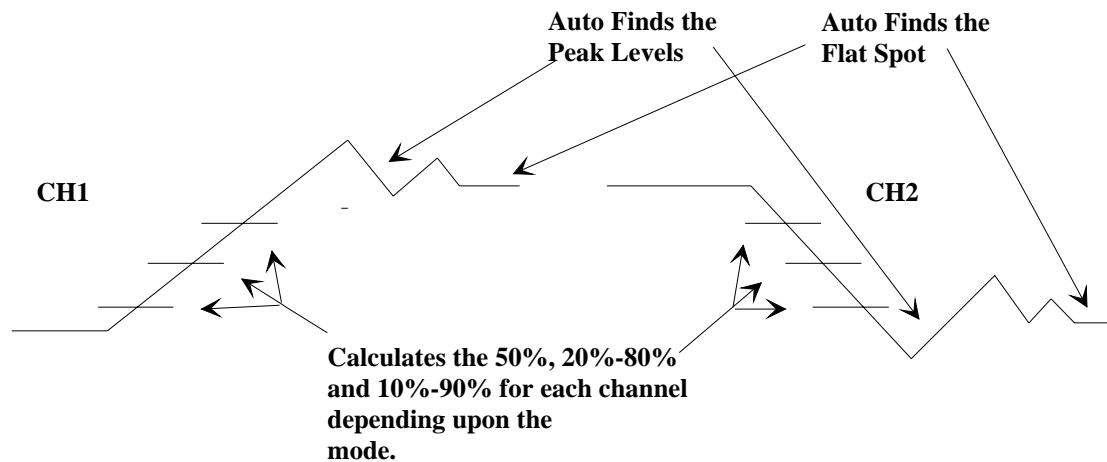 Auto Finds the
Peak Levels
Auto Finds the
Flat Spot
CH1
CH2
Calculates the 50%, 20%-80%
and 10%-90% for each channel
depending upon the
mode.